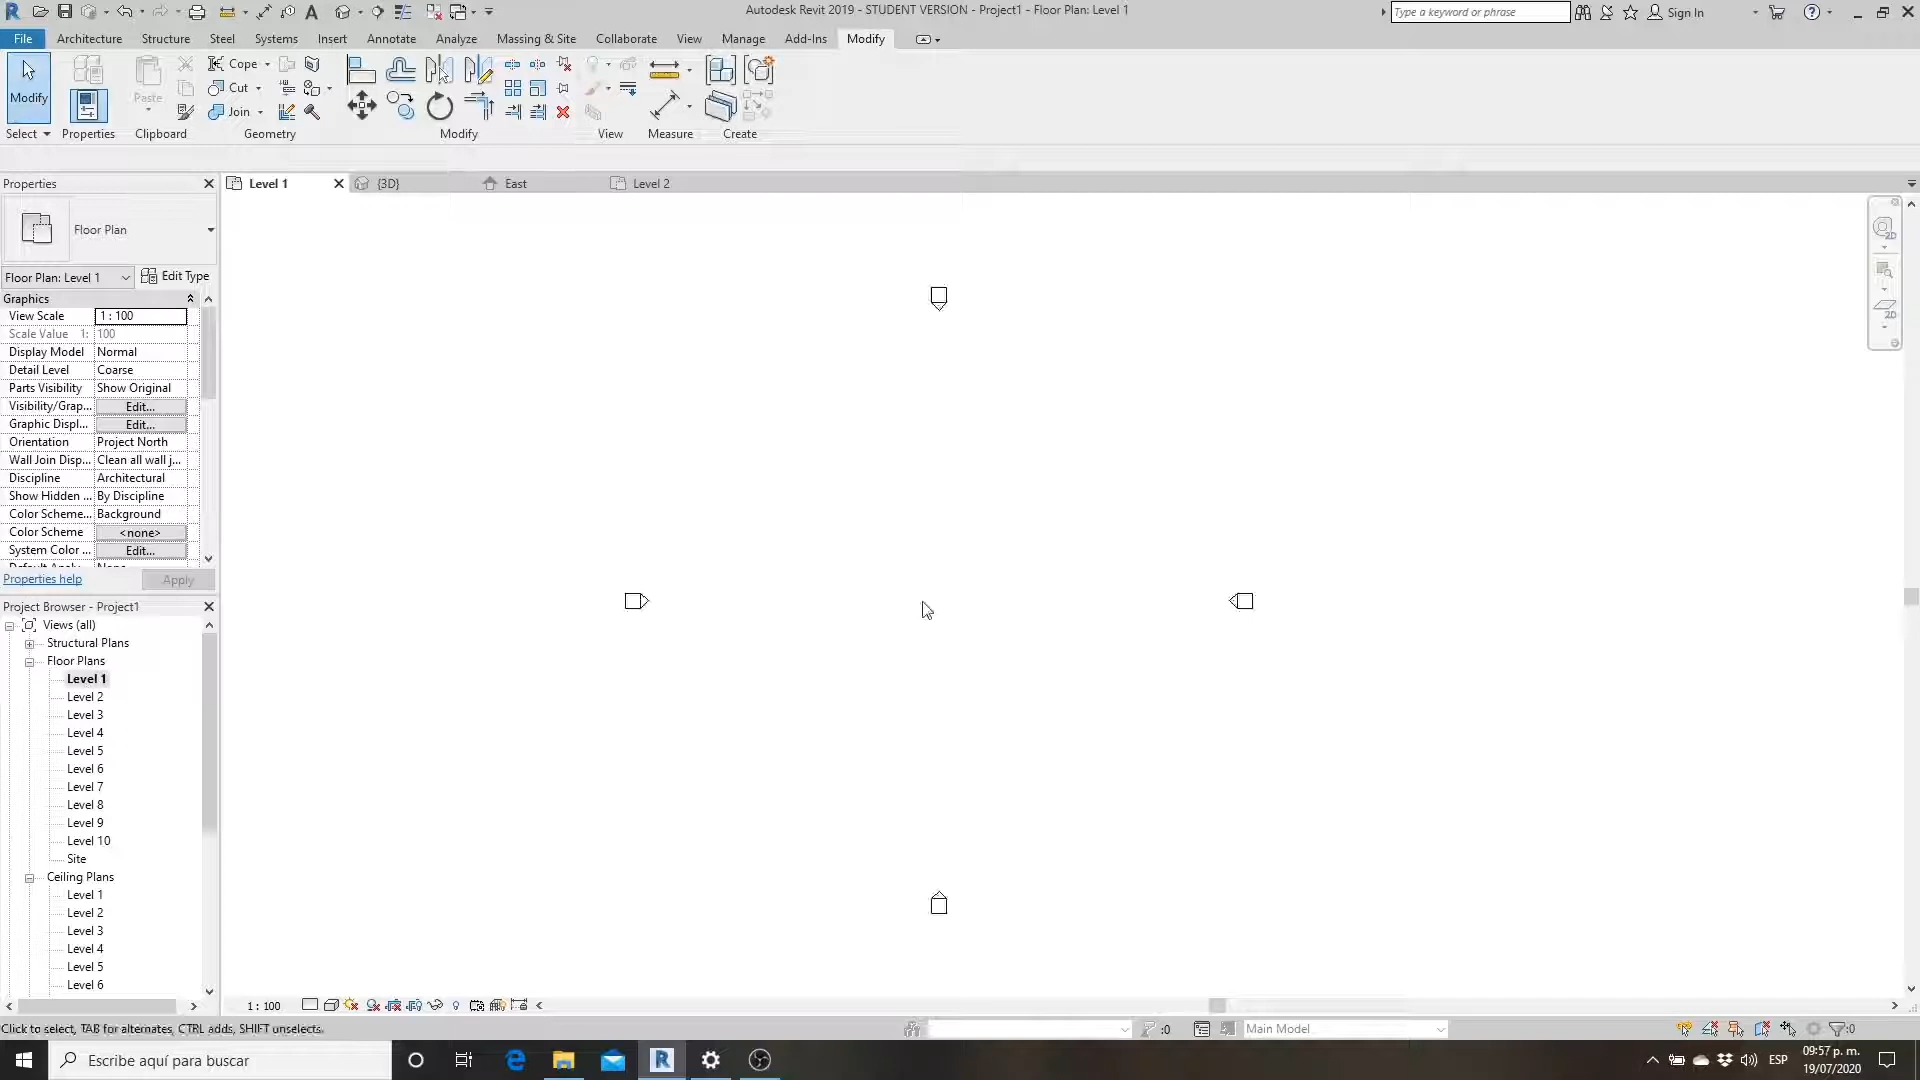 Autodesk Revit 2019 - STUDENT VERSION - Project1 - Floor Plan: Level 1
Type a keyword or phrase
Sign In
File Architecture Structure Steel Systems Insert Annotate Analyze Massing & Site Collaborate View Manage Add-Ins Modify
Modify
Paste
Cope
Cut
Join
Select Properties Clipboard Geometry Modify View Measure Create
Properties
Level 1
{3D}
East
Level 2
Floor Plan
Floor Plan: Level 1
Edit Type
Graphics
View Scale 1 : 100
Scale Value 1: 100
Display Model Normal
Detail Level Coarse
Parts Visibility Show Original
Visibility/Grap... Edit...
Graphic Displ... Edit...
Orientation Project North
Wall Join Disp... Clean all wall j...
Discipline Architectural
Show Hidden ... By Discipline
Color Scheme... Background
Color Scheme <none>
System Color ... Edit...
Properties help
Apply
Project Browser - Project1
Views (all)
Structural Plans
Floor Plans
Level 1
Level 2
Level 3
Level 4
Level 5
Level 6
Level 7
Level 8
Level 9
Level 10
Site
Ceiling Plans
Level 1
Level 2
Level 3
Level 4
Level 5
Level 6
2D
2D
1 : 100
Click to select, TAB for alternates, CTRL adds, SHIFT unselects.
:0
Main Model
:0
Escribe aquí para buscar
ESP
09:57 p. m.
19/07/2020